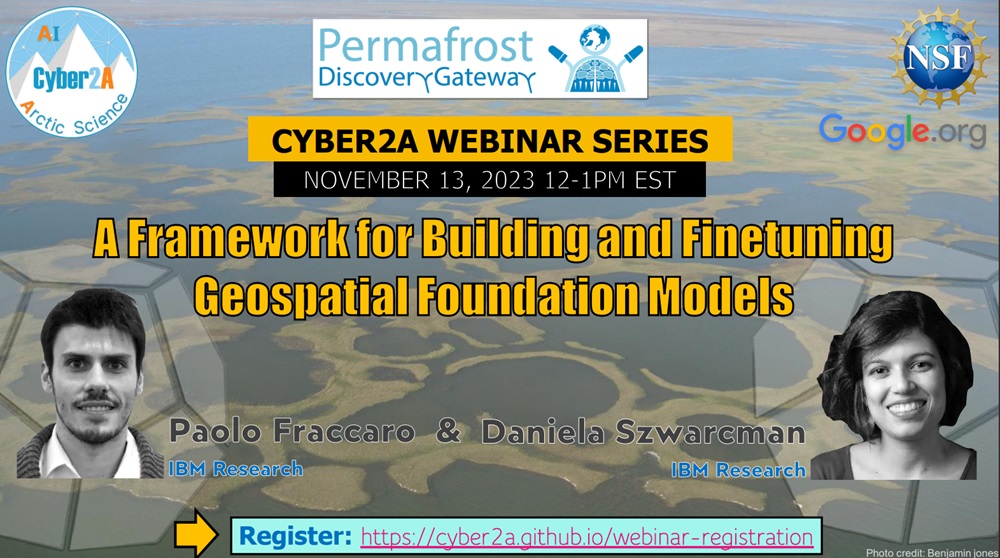 AI
Cyber2A
Arctic Science
Permafrost
DiscoveryGateway
NSF
Google.org
CYBER2A WEBINAR SERIES
NOVEMBER 13, 2023 12-1PM EST
A Framework for Building and Finetuning
Geospatial Foundation Models
Paolo Fraccaro & Daniela Szwarcman
IBM Research
IBM Research
Register: https://cyber2a.github.io/webinar-registration
Photo credit: Benjamin jones